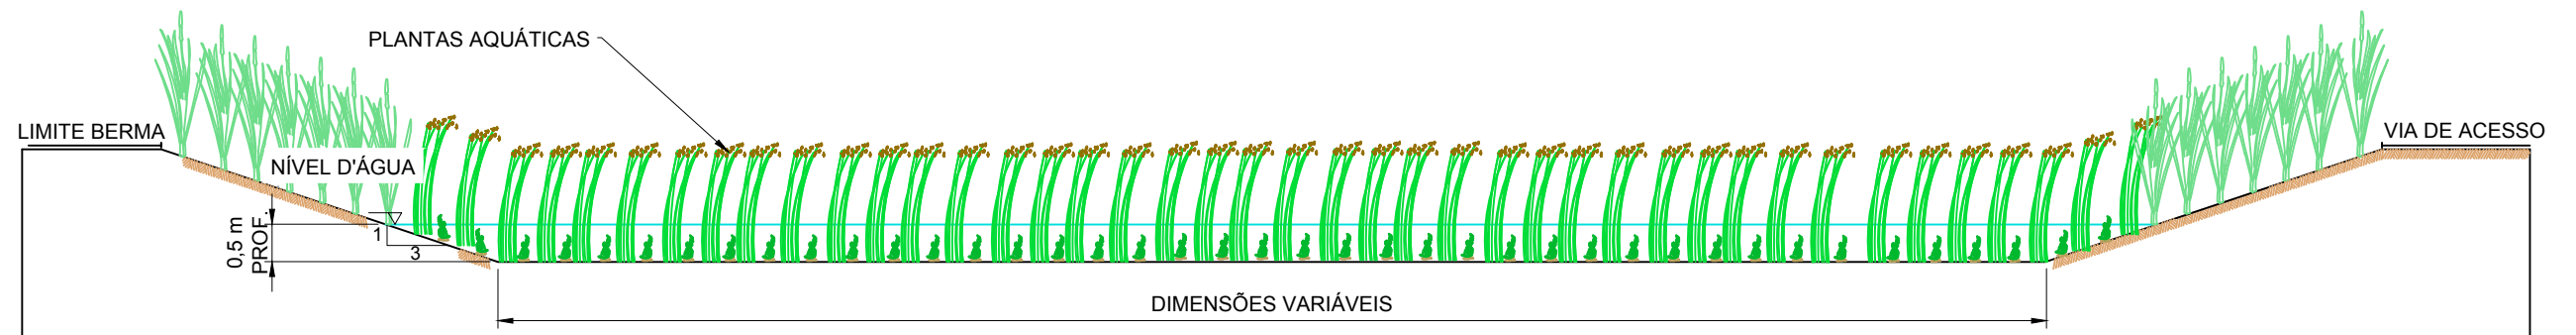 PLANTAS AQUÁTICAS
LIMITE BERMA
VIA DE ACESSO
NÍVEL D'ÁGUA
1
3
0,5 m
PROF.
DIMENSÕES VARIÁVEIS